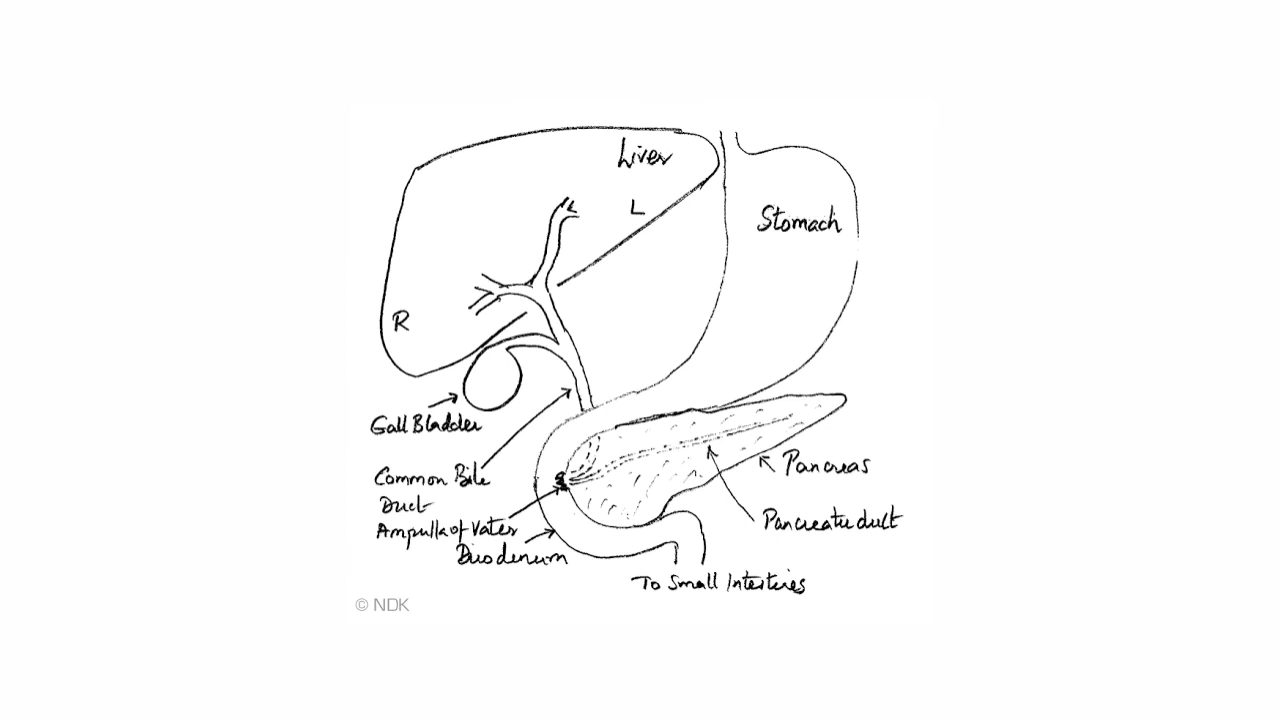 Liver
L
Stomach
R
Gall Bladder
Common Bile
Duct
Pancreas
Ampulla of Vater
Pancreatic duct
Duodenum
To Small Intestines
© NDK